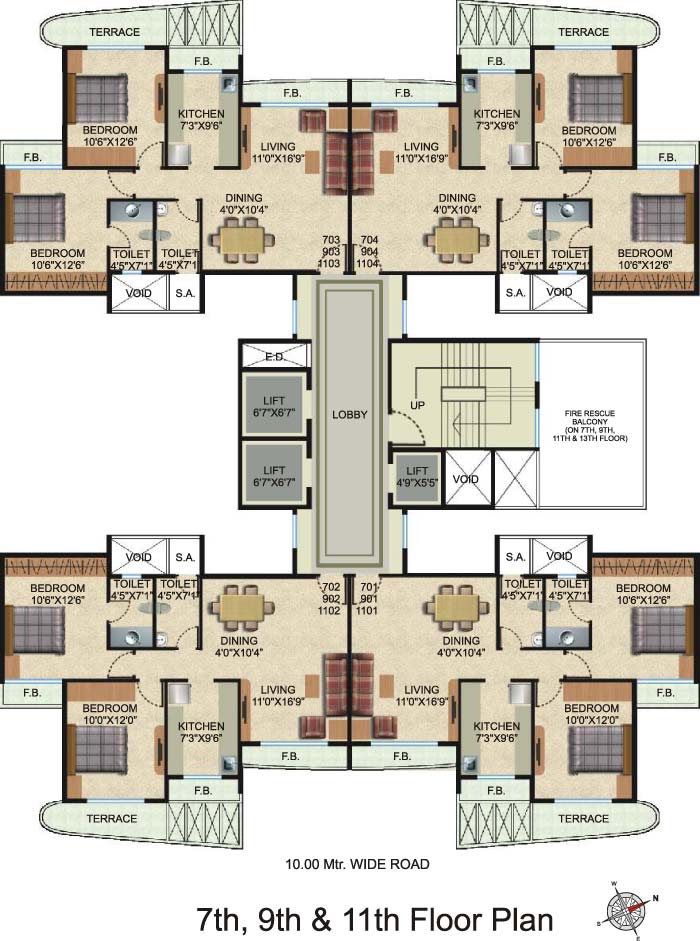 TERRACE
TERRACE
F.B.
F.B.
F.B.
F.B.
BEDROOM
10'6"X12'6"
KITCHEN
7'3"X9'6"
LIVING
11'0"X16'9"
LIVING
11'0"X16'9"
KITCHEN
7'3"X9'6"
BEDROOM
10'6"X12'6"
F.B.
F.B.
BEDROOM
10'6"X12'6"
TOILET
4'5"X7'1"
TOILET
4'5"X7'1"
DINING
4'0"X10'4"
703
903
1103
704
904
1104
DINING
4'0"X10'4"
TOILET
4'5"X7'1"
TOILET
4'5"X7'1"
BEDROOM
10'6"X12'6"
VOID
S.A.
S.A.
VOID
E.D.
LIFT
6'7"X6'7"
LOBBY
UP
FIRE RESCUE
BALCONY
(ON 7TH, 9TH,
11TH & 13TH FLOOR)
LIFT
6'7"X6'7"
LIFT
4'9"X5'5"
VOID
VOID
S.A.
S.A.
VOID
BEDROOM
10'6"X12'6"
TOILET
4'5"X7'1"
TOILET
4'5"X7'1"
DINING
4'0"X10'4"
702
902
1102
701
901
1101
DINING
4'0"X10'4"
TOILET
4'5"X7'1"
TOILET
4'5"X7'1"
BEDROOM
10'6"X12'6"
F.B.
F.B.
BEDROOM
10'0"X12'0"
KITCHEN
7'3"X9'6"
LIVING
11'0"X16'9"
LIVING
11'0"X16'9"
KITCHEN
7'3"X9'6"
BEDROOM
10'0"X12'0"
F.B.
F.B.
F.B.
F.B.
TERRACE
TERRACE
10.00 Mtr. WIDE ROAD
7th, 9th & 11th Floor Plan
W
N
S
E